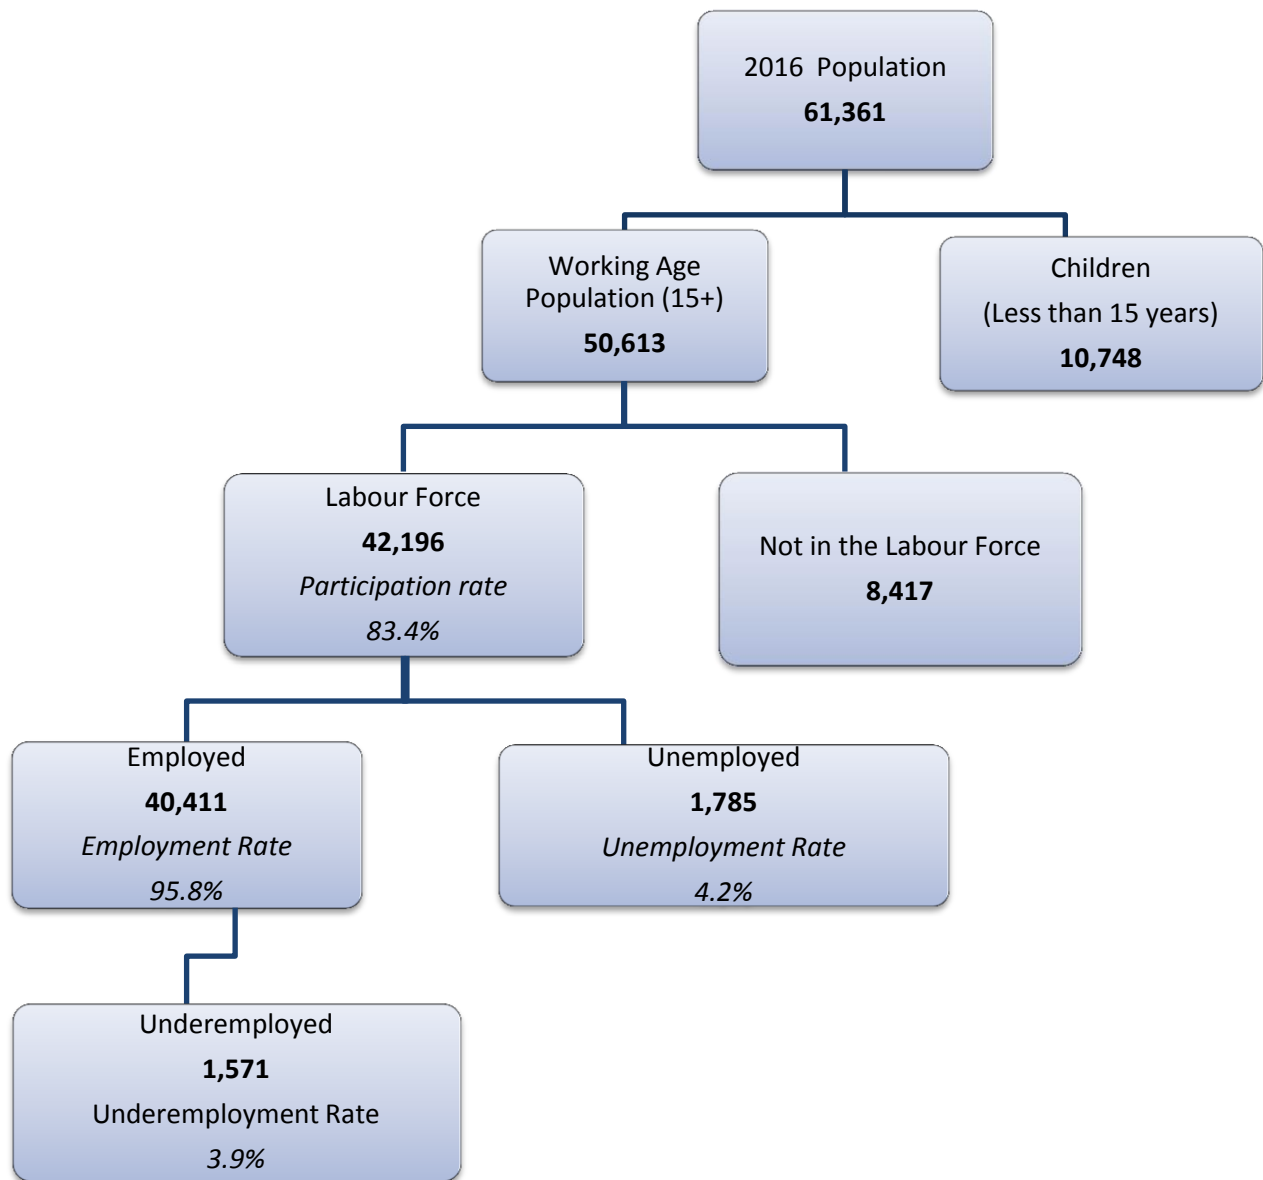 2016 Population
61,361
Working Age
Population (15+)
50,613
Children
(Less than 15 years)
10,748
Labour Force
42,196
Participation rate
83.4%
Not in the Labour Force
8,417
Employed
40,411
Employment Rate
95.8%
Unemployed
1,785
Unemployment Rate
4.2%
Underemployed
1,571
Underemployment Rate
3.9%